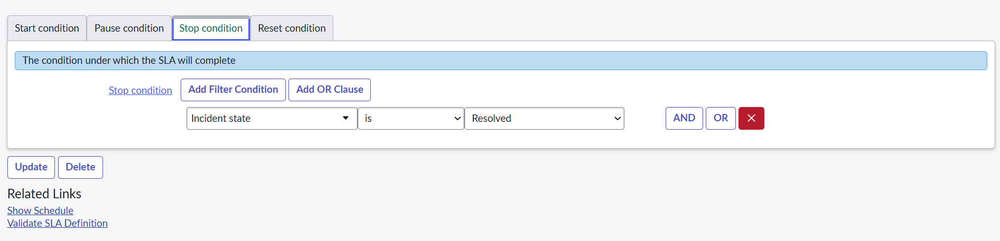 Start condition Pause condition Stop condition Reset condition
The condition under which the SLA will complete
Stop condition Add Filter Condition Add OR Clause
Incident state is Resolved AND OR
Update Delete
Related Links
Show Schedule
Validate SLA Definition